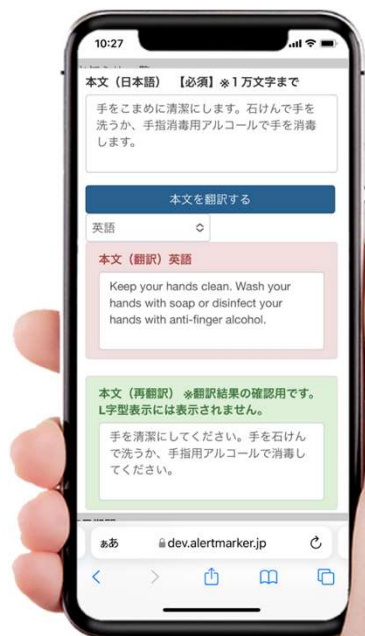 10:27
本文（日本語） 【必須】※１万文字まで
手をこまめに清潔にします。石けんで手を
洗うか、手指消毒用アルコールで手を消毒
します。
本文を翻訳する
英語
本文（翻訳）英語
Keep your hands clean. Wash your
hands with soap or disinfect your
hands with anti-finger alcohol.
本文（再翻訳） ※翻訳結果の確認用です。
L字型表示には表示されません。
手を清潔にしてください。手を石けん
で洗うか、手指用アルコールで消毒し
てください。
ぁあ dev.alertmarker.jp